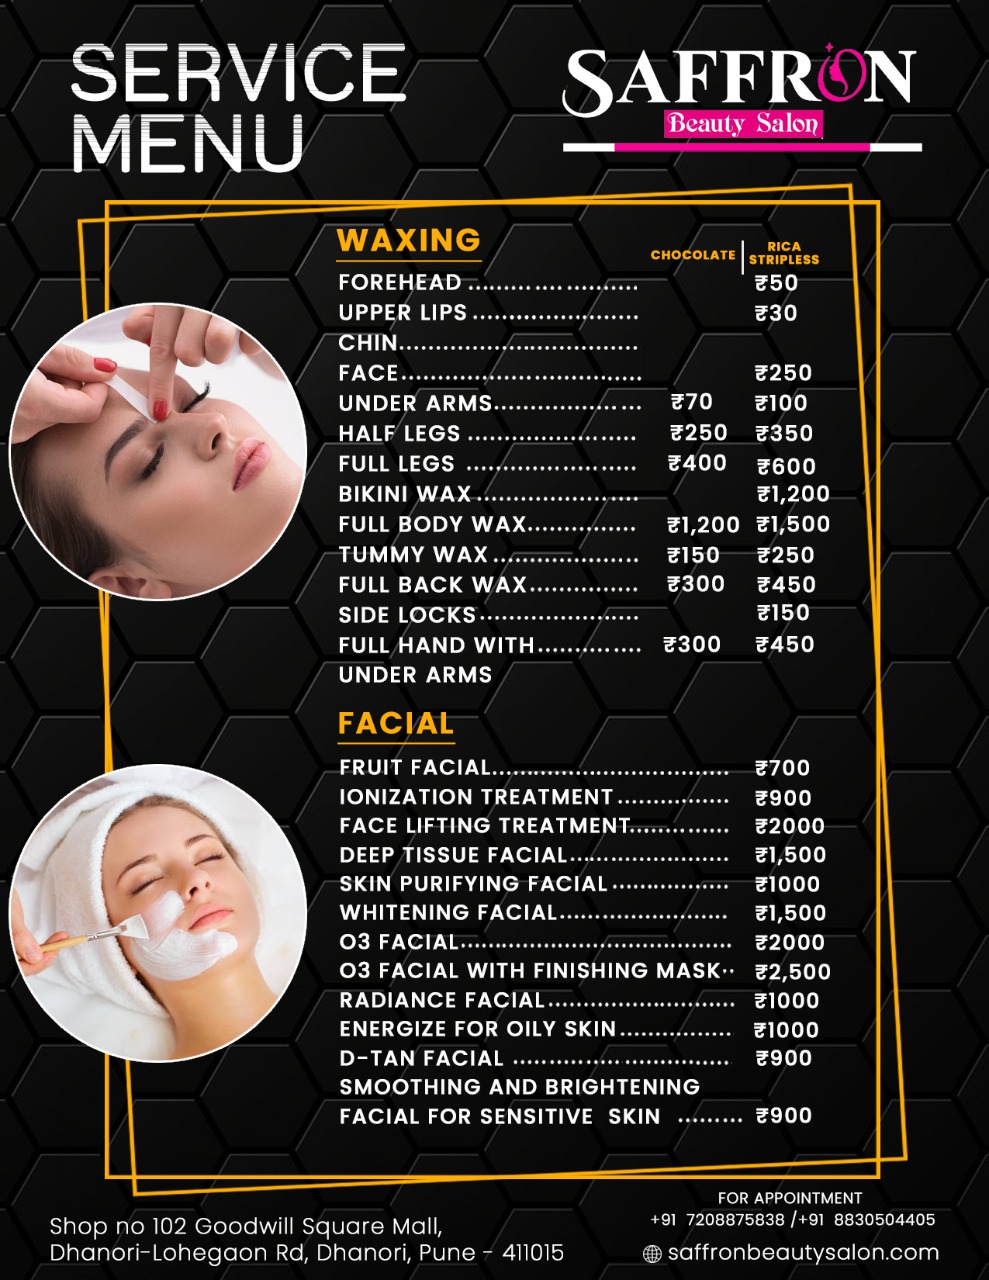 SERVICE
MENU
SAFFRON
Beauty Salon
WAXING
CHOCOLATE | RICA STRIPLESS
FOREHEAD ......... .... .......... ₹50
UPPER LIPS ....................... ₹30
CHIN.................................
FACE................................. ₹250
UNDER ARMS.................... ... ₹70 ₹100
HALF LEGS ....................... ₹250 ₹350
FULL LEGS ........................ ₹400 ₹600
BIKINI WAX ....................... ₹1,200
FULL BODY WAX............... ₹1,200 ₹1,500
TUMMY WAX .................... ₹150 ₹250
FULL BACK WAX............... ₹300 ₹450
SIDE LOCKS ...................... ₹150
FULL HAND WITH.............. ₹300 ₹450
UNDER ARMS
FACIAL
FRUIT FACIAL................................. ₹700
IONIZATION TREATMENT ................ ₹900
FACE LIFTING TREATMENT.............. ₹2000
DEEP TISSUE FACIAL...................... ₹1,500
SKIN PURIFYING FACIAL ................ ₹1000
WHITENING FACIAL....................... ₹1,500
O3 FACIAL..................................... ₹2000
O3 FACIAL WITH FINISHING MASK.. ₹2,500
RADIANCE FACIAL.......................... ₹1000
ENERGIZE FOR OILY SKIN................ ₹1000
D-TAN FACIAL ............... .............. ₹900
SMOOTHING AND BRIGHTENING
FACIAL FOR SENSITIVE SKIN ......... ₹900
FOR APPOINTMENT
+91 7208875838 /+91 8830504405
saffronbeautysalon.com
Shop no 102 Goodwill Square Mall,
Dhanori-Lohegaon Rd, Dhanori, Pune - 411015